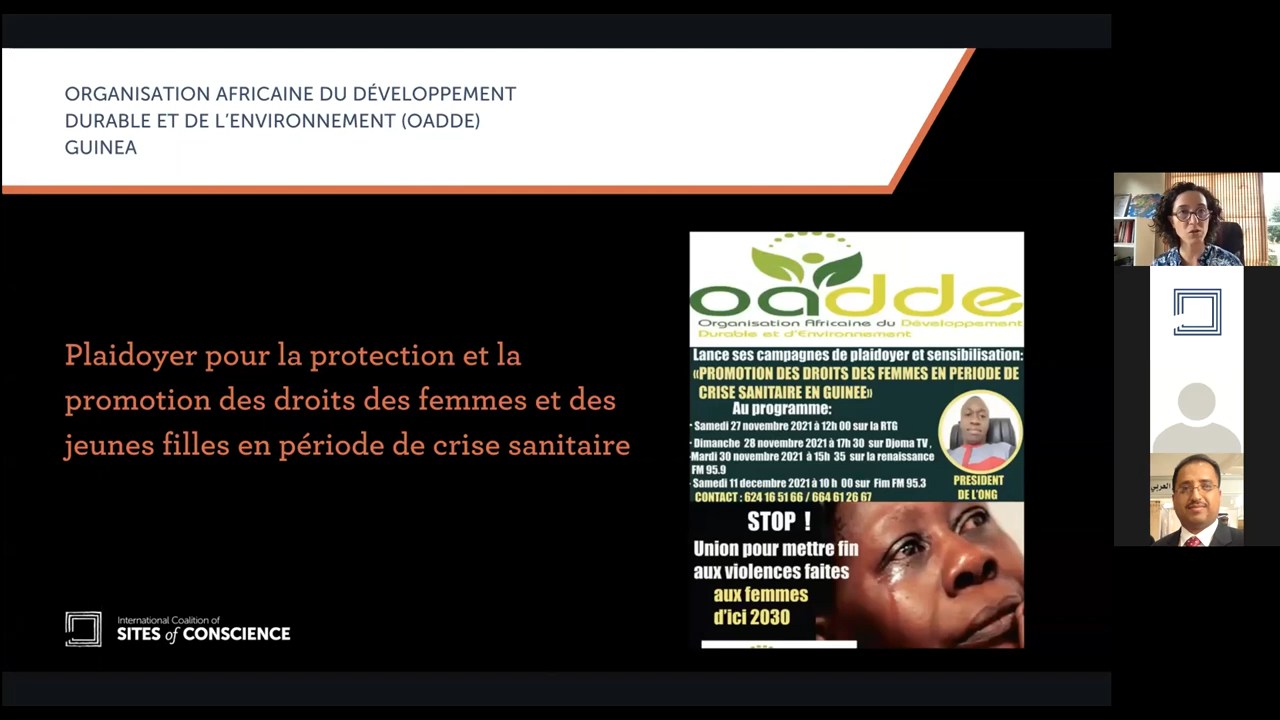 ORGANISATION AFRICAINE DU DÉVELOPPEMENT
DURABLE ET DE L'ENVIRONNEMENT (OADDE)
GUINEA
Plaidoyer pour la protection et la
promotion des droits des femmes et des
jeunes filles en période de crise sanitaire
International Coalition of
SITES of CONSCIENCE
oadde
Organisation Africaine du Développement
Durable et d'Environnement
Lance ses campagnes de plaidoyer et sensibilisation:
«PROMOTION DES DROITS DES FEMMES EN PERIODE DE
CRISE SANITAIRE EN GUINEE»
Au programme:
· Samedi 27 novembre 2021 à 12h 00 sur la RTG
· Dimanche 28 novembre 2021 à 17h 30 sur Djoma TV ,
·Mardi 30 novembre 2021 à 15h 35 sur la renaissance
FM 95.9
· Samedi 11 decembre 2021 à 10 h 00 sur Fim FM 95.3
CONTACT : 624 16 51 66 / 664 61 26 67
PRESIDENT
DE L'ONG
STOP !
Union pour mettre fin
aux violences faites
aux femmes
d'ici 2030